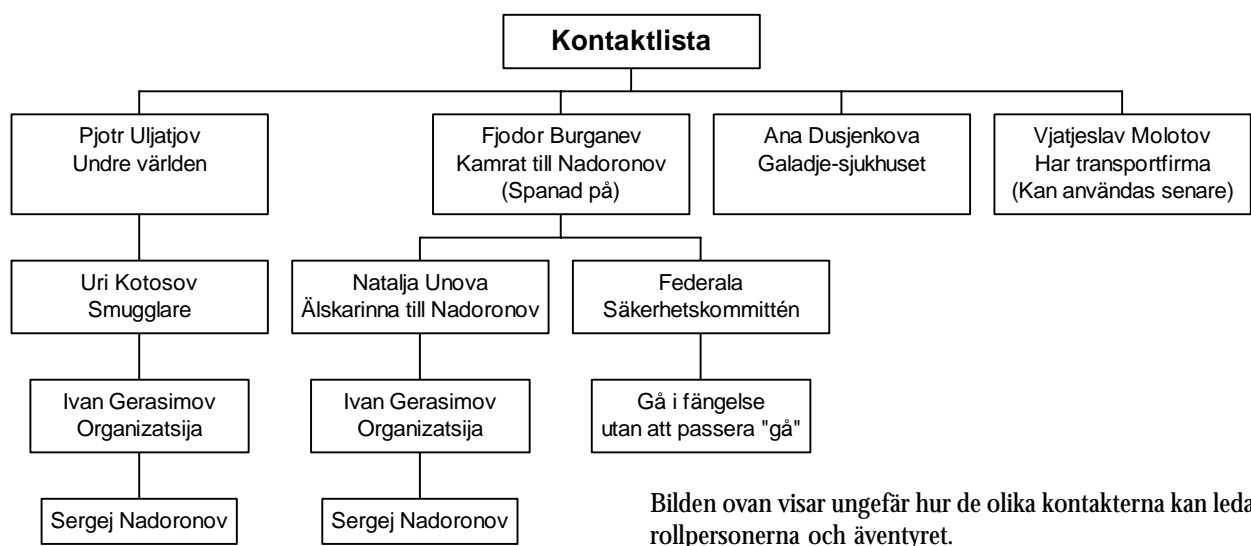 Kontaktlista
Pjotr Uljatjov
Undre världen
Fjodor Burganev
Kamrat till Nadoronov
(Spanad på)
Ana Dusjenkova
Galadje-sjukhuset
Vjatjeslav Molotov
Har transportfirma
(Kan användas senare)
Uri Kotosov
Smugglare
Natalja Unova
Älskarinna till Nadoronov
Federala
Säkerhetskommittén
Ivan Gerasimov
Organizatsija
Ivan Gerasimov
Organizatsija
Gå i fängelse
utan att passera "gå"
Sergej Nadoronov
Sergej Nadoronov
Bilden ovan visar ungefär hur de olika kontakterna kan leda
rollpersonerna och äventyret.